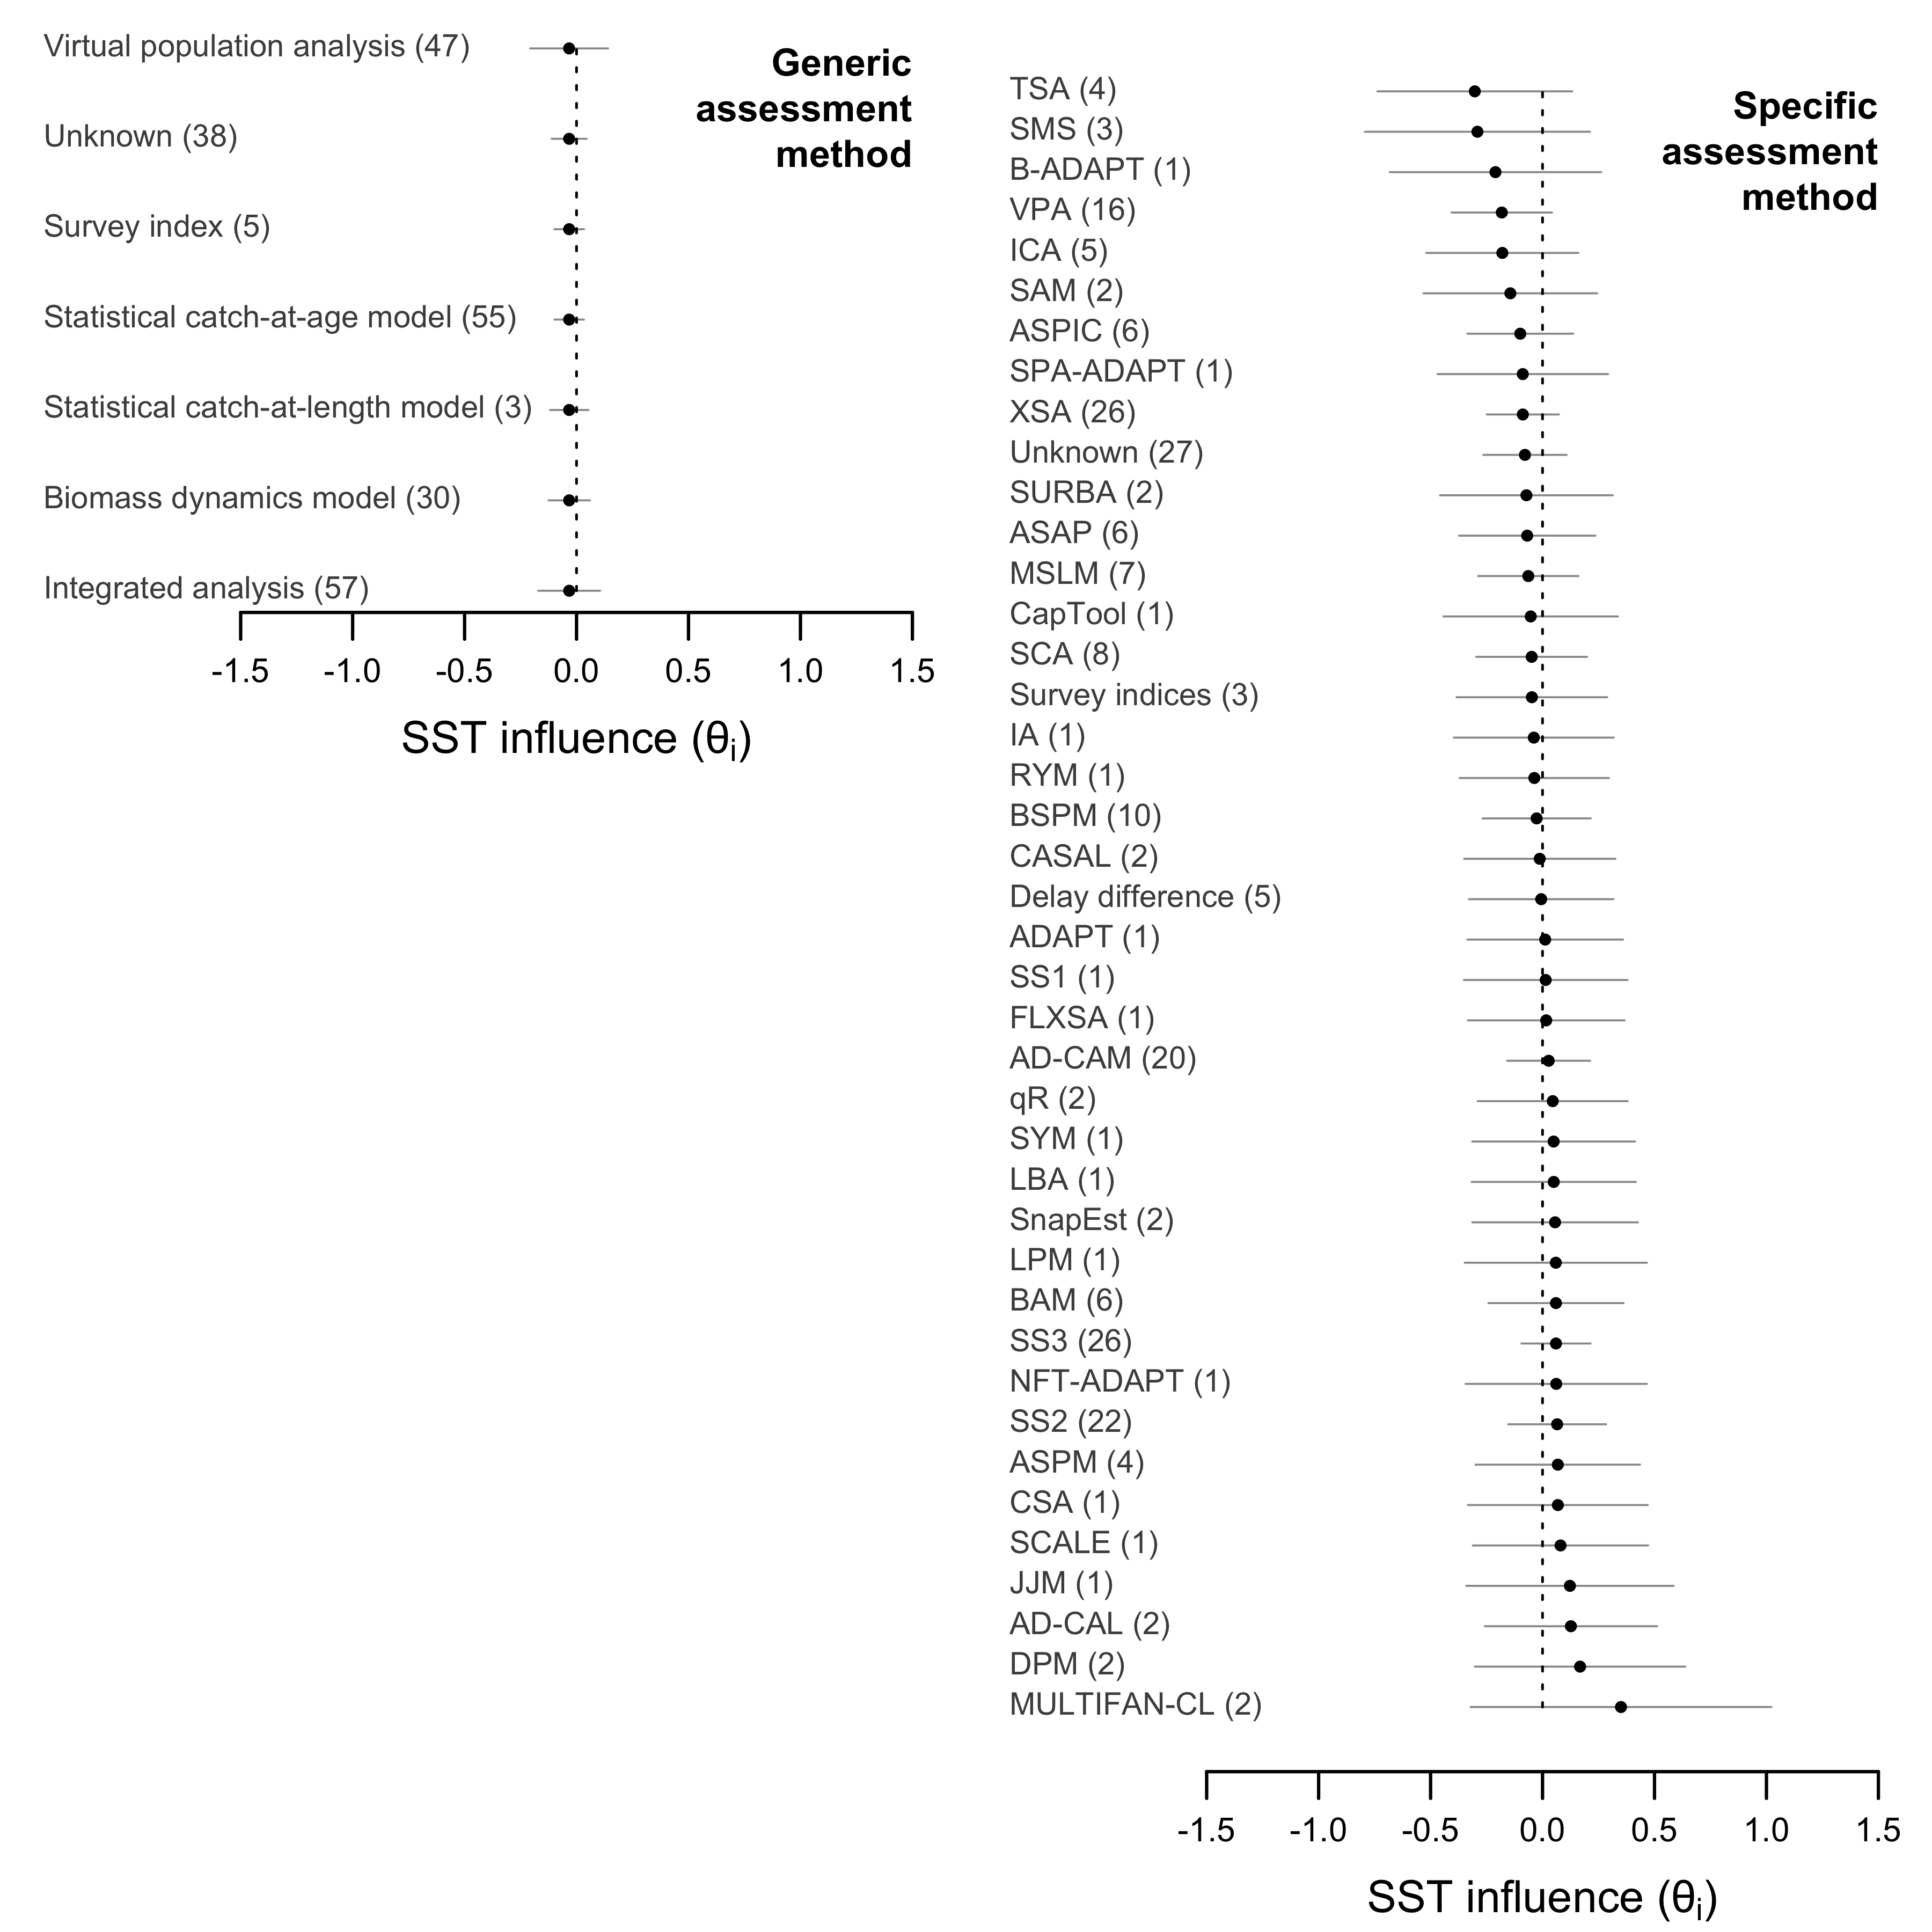 Generic
assessment
method
Virtual population analysis (47)
Unknown (38)
Survey index (5)
Statistical catch-at-age model (55)
Statistical catch-at-length model (3)
Biomass dynamics model (30)
Integrated analysis (57)
-1.5 -1.0 -0.5 0.0 0.5 1.0 1.5
SST influence (θi)
Specific
assessment
method
TSA (4)
SMS (3)
B-ADAPT (1)
VPA (16)
ICA (5)
SAM (2)
ASPIC (6)
SPA-ADAPT (1)
XSA (26)
Unknown (27)
SURBA (2)
ASAP (6)
MSLM (7)
CapTool (1)
SCA (8)
Survey indices (3)
IA (1)
RYM (1)
BSPM (10)
CASAL (2)
Delay difference (5)
ADAPT (1)
SS1 (1)
FLXSA (1)
AD-CAM (20)
qR (2)
SYM (1)
LBA (1)
SnapEst (2)
LPM (1)
BAM (6)
SS3 (26)
NFT-ADAPT (1)
SS2 (22)
ASPM (4)
CSA (1)
SCALE (1)
JJM (1)
AD-CAL (2)
DPM (2)
MULTIFAN-CL (2)
-1.5 -1.0 -0.5 0.0 0.5 1.0 1.5
SST influence (θi)